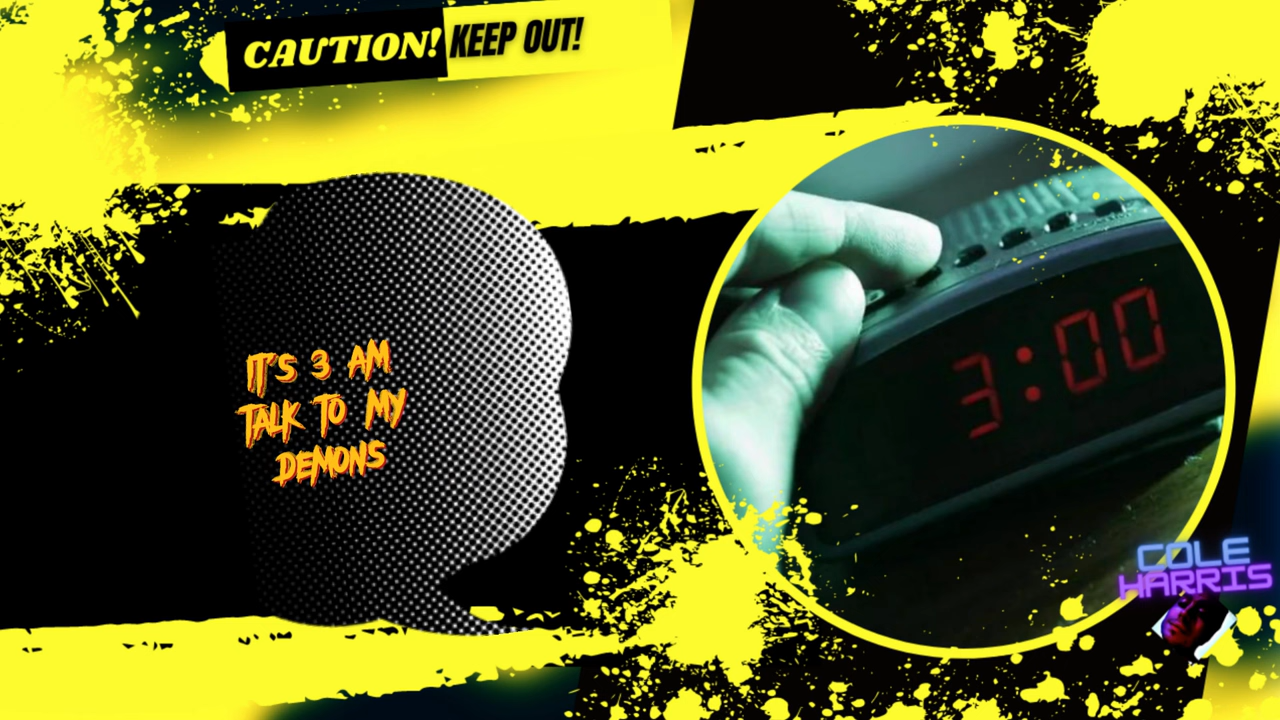 CAUTION! KEEP OUT!
IT'S 3 AM
TALK TO MY
DEMONS
3:00
COLE
HARRIS